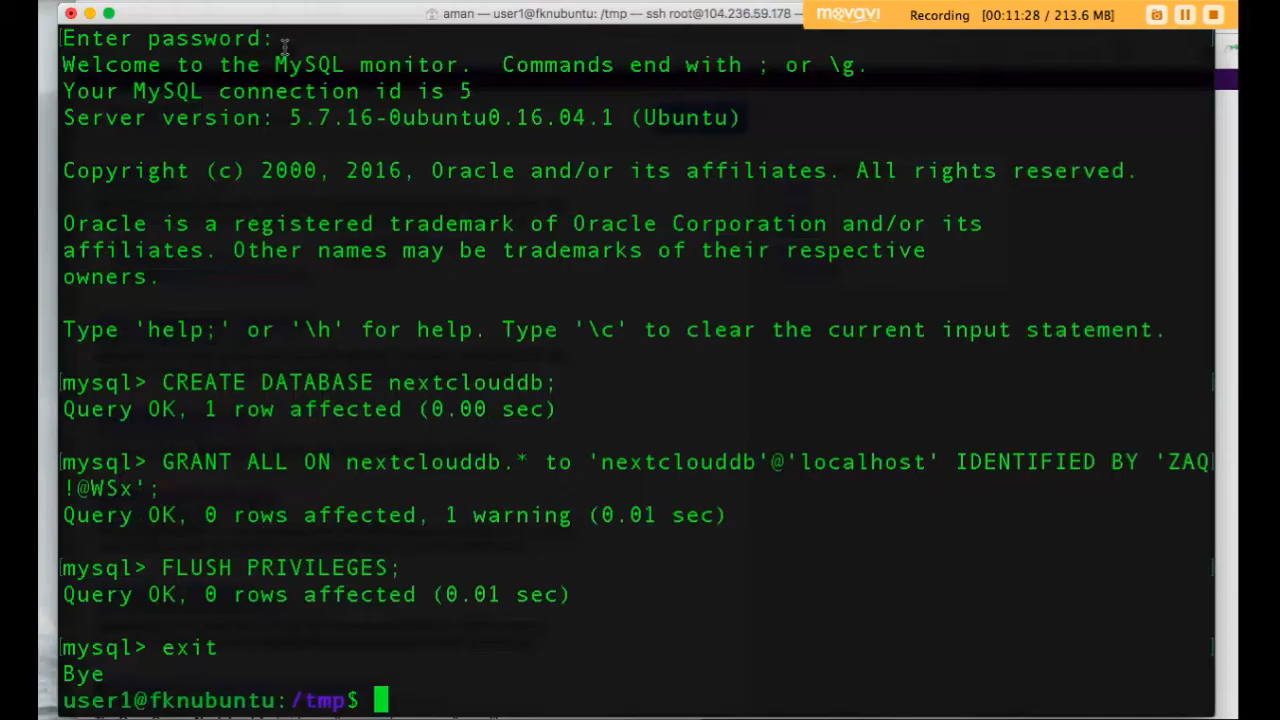 aman — user1@fknubuntu: /tmp — ssh root@104.236.59.178
movavi
Recording [00:11:28 / 213.6 MB]
Enter password:
Welcome to the MySQL monitor.  Commands end with ; or \g.
Your MySQL connection id is 5
Server version: 5.7.16-0ubuntu0.16.04.1 (Ubuntu)
Copyright (c) 2000, 2016, Oracle and/or its affiliates. All rights reserved.
Oracle is a registered trademark of Oracle Corporation and/or its
affiliates. Other names may be trademarks of their respective
owners.
Type 'help;' or '\h' for help. Type '\c' to clear the current input statement.
mysql> CREATE DATABASE nextclouddb;
Query OK, 1 row affected (0.00 sec)
mysql> GRANT ALL ON nextclouddb.* to 'nextclouddb'@'localhost' IDENTIFIED BY 'ZAQ
!@WSx';
Query OK, 0 rows affected, 1 warning (0.01 sec)
mysql> FLUSH PRIVILEGES;
Query OK, 0 rows affected (0.01 sec)
mysql> exit
Bye
user1@fknubuntu:/tmp$